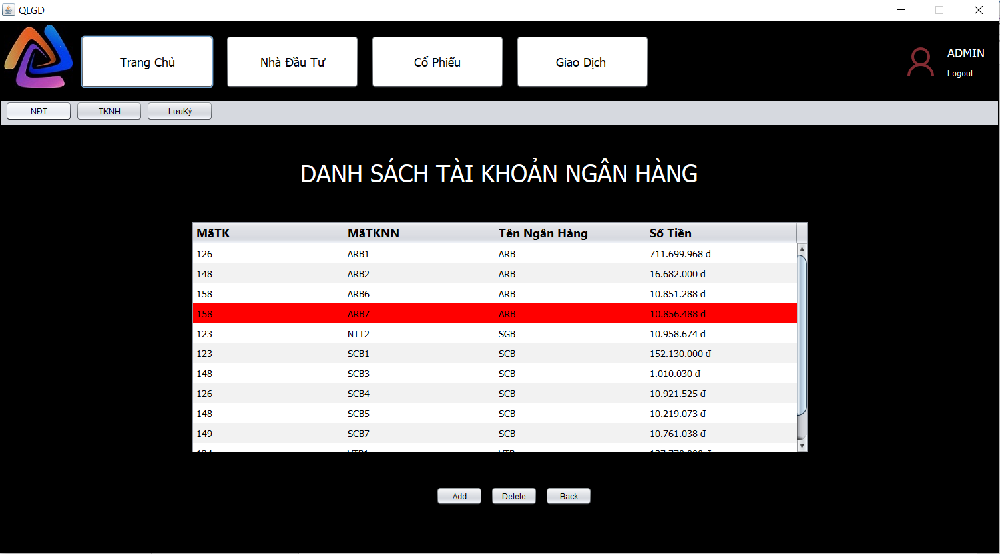 QLGD
Trang Chủ Nhà Đầu Tư Cổ Phiếu Giao Dịch
ADMIN
Logout
NĐT TKNH LưuKý
DANH SÁCH TÀI KHOẢN NGÂN HÀNG
MãTK MãTKNN Tên Ngân Hàng Số Tiền
126 ARB1 ARB 711.699.968 đ
148 ARB2 ARB 16.682.000 đ
158 ARB6 ARB 10.851.288 đ
158 ARB7 ARB 10.856.488 đ
123 NTT2 SGB 10.958.674 đ
123 SCB1 SCB 152.130.000 đ
148 SCB3 SCB 1.010.030 đ
126 SCB4 SCB 10.921.525 đ
148 SCB5 SCB 10.219.073 đ
149 SCB7 SCB 10.761.038 đ
Add Delete Back